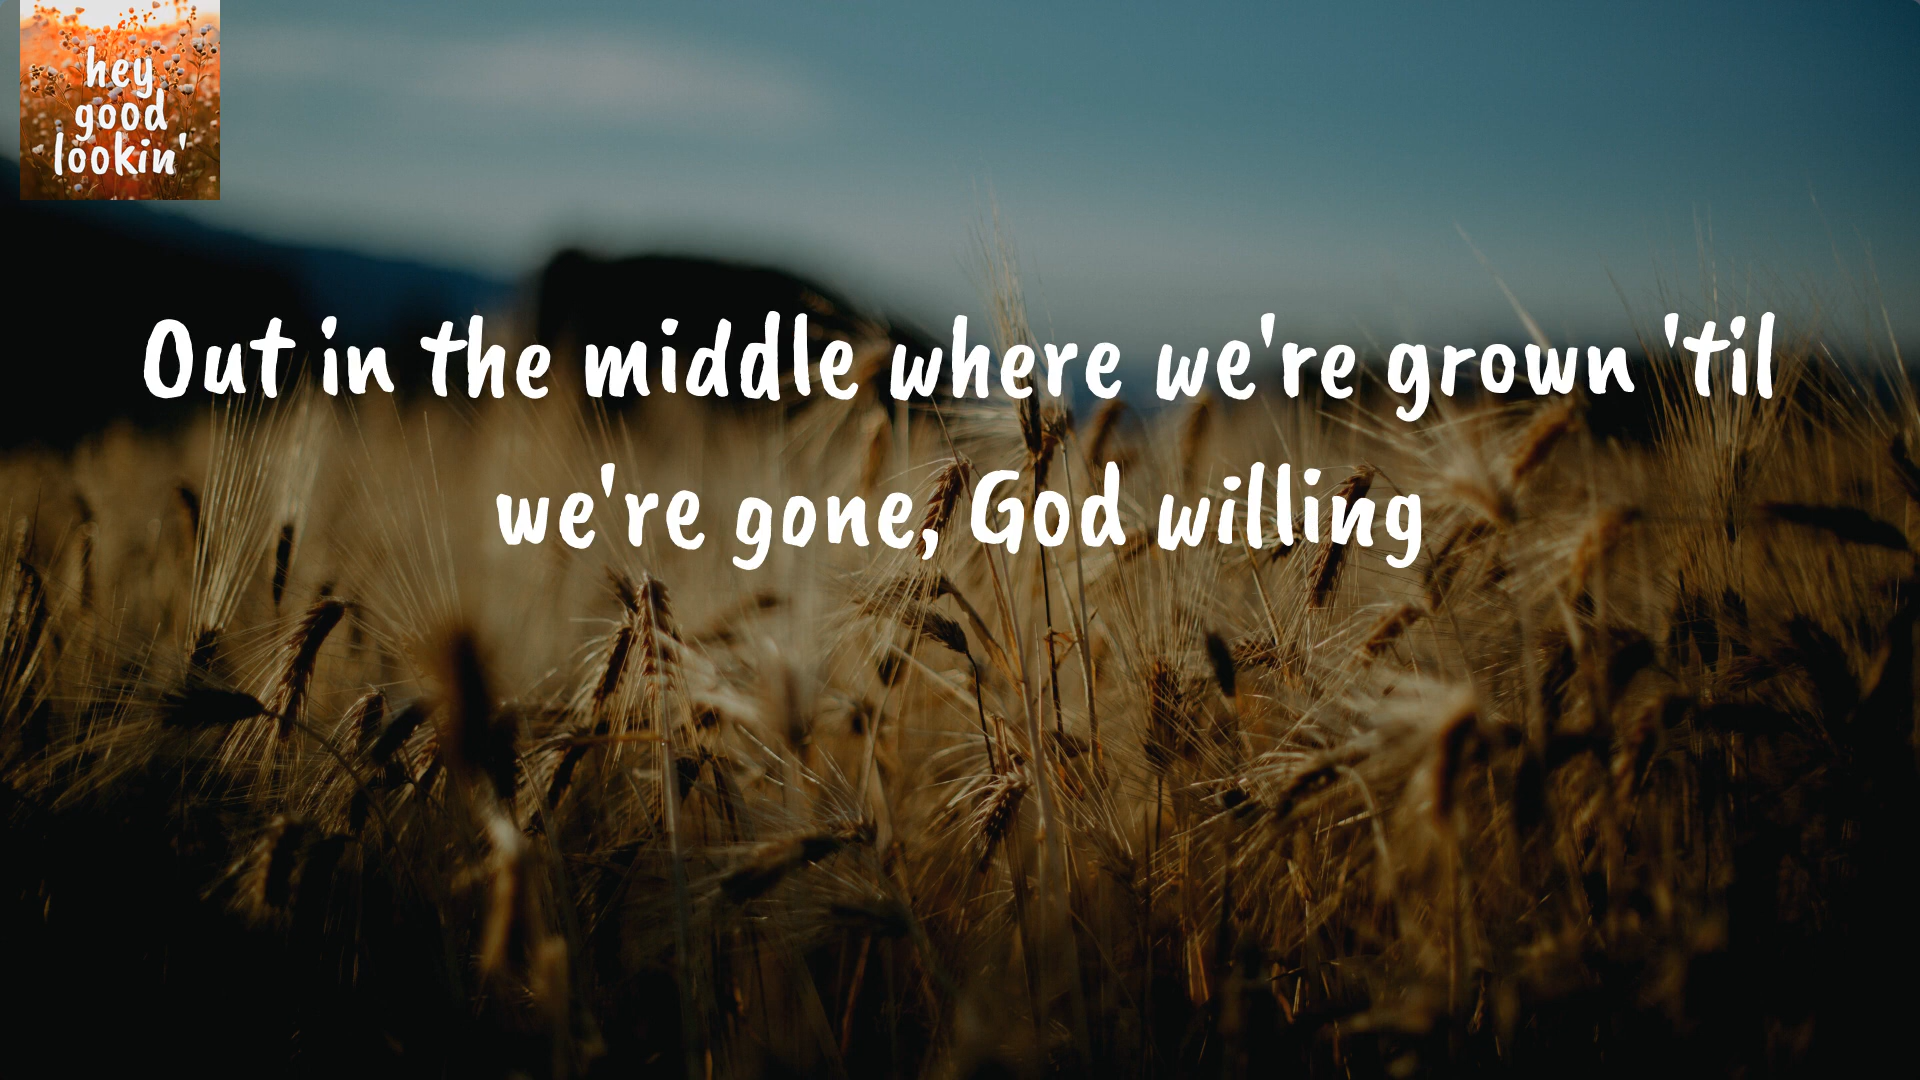 hey
good
lookin'
Out in the middle where we're grown 'til
we're gone, God willing